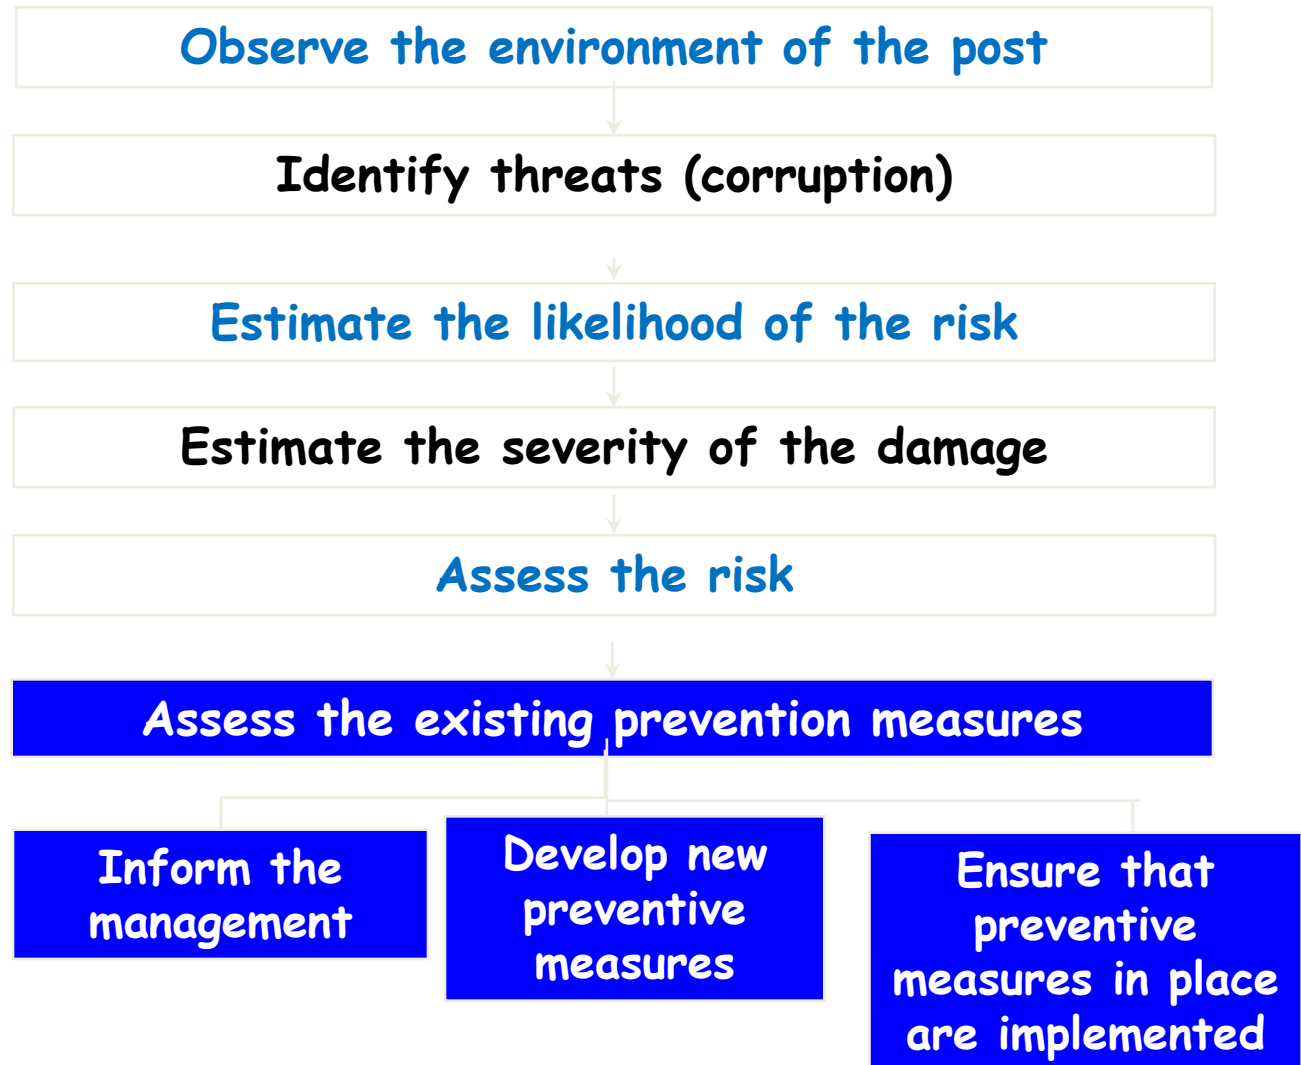 Observe the environment of the post
Identify threats (corruption)
Estimate the likelihood of the risk
Estimate the severity of the damage
Assess the risk
Assess the existing prevention measures
Inform the
management
Develop new
preventive
measures
Ensure that
preventive
measures in place
are implemented